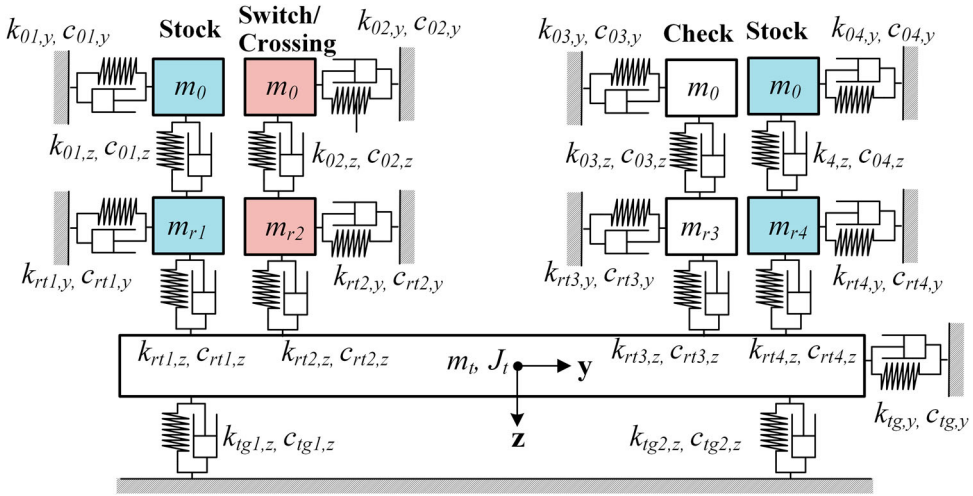 k01,y, c01,y
Stock
Switch/
Crossing
k02,y, c02,y
k03,y, c03,y
Check
Stock
k04,y, c04,y
m0
m0
m0
m0
k01,z, c01,z
k02,z, c02,z
k03,z, c03,z
k4,z, c04,z
mr1
mr2
mr3
mr4
krt1,y, crt1,y
krt2,y, crt2,y
krt3,y, crt3,y
krt4,y, crt4,y
krt1,z, crt1,z
krt2,z, crt2,z
krt3,z, crt3,z
krt4,z, crt4,z
mt, Jt
y
z
ktg,y, ctg,y
ktg1,z, ctg1,z
ktg2,z, ctg2,z